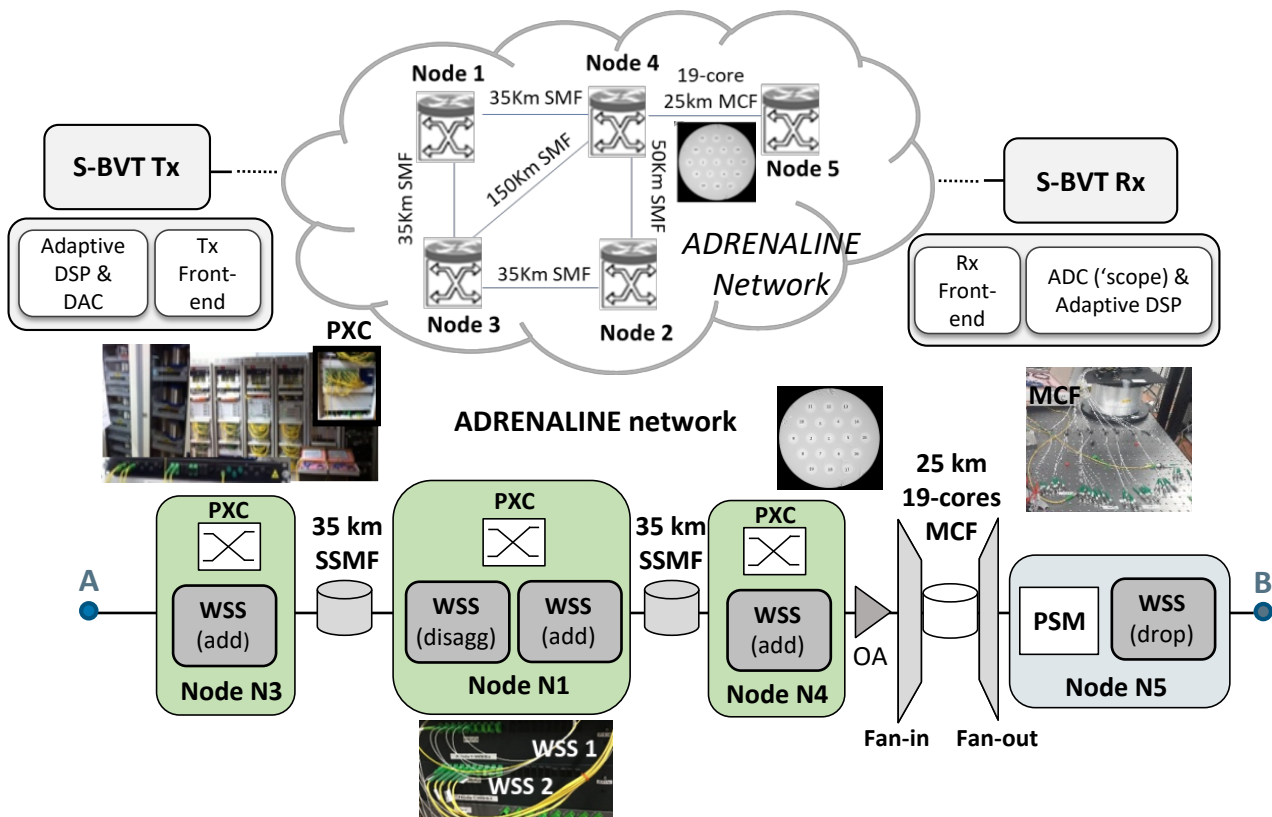 Node 1
Node 4
19-core
25km MCF
35Km SMF
S-BVT Tx
35Km SMF
150Km SMF
50Km SMF
Node 5
S-BVT Rx
Adaptive
DSP &
DAC
Tx
Front-
end
ADRENALINE
Network
35Km SMF
Node 3
Node 2
Rx
Front-
end
ADC ('scope) &
Adaptive DSP
PXC
ADRENALINE network
MCF
25 km
19-cores
MCF
PXC
35 km
SSMF
PXC
35 km
SSMF
PXC
A
WSS
(add)
WSS
(disagg)
WSS
(add)
WSS
(add)
OA
PSM
WSS
(drop)
B
Node N3
Node N1
Node N4
Node N5
Fan-in
Fan-out
WSS 1
WSS 2